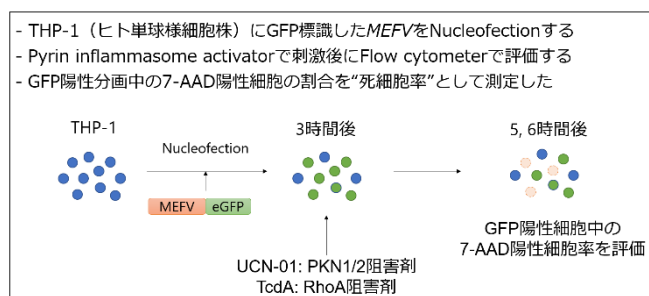 - THP-1（ヒト単球様細胞株）にGFP標識したMEFVをNucleofectionする
- Pyrin inflammasome activatorで刺激後にFlow cytometerで評価する
- GFP陽性分画中の7-AAD陽性細胞の割合を“死細胞率”として測定した
THP-1
Nucleofection
3時間後
5, 6時間後
MEFV
eGFP
GFP陽性細胞中の
7-AAD陽性細胞率を評価
UCN-01: PKN1/2阻害剤
TcdA: RhoA阻害剤